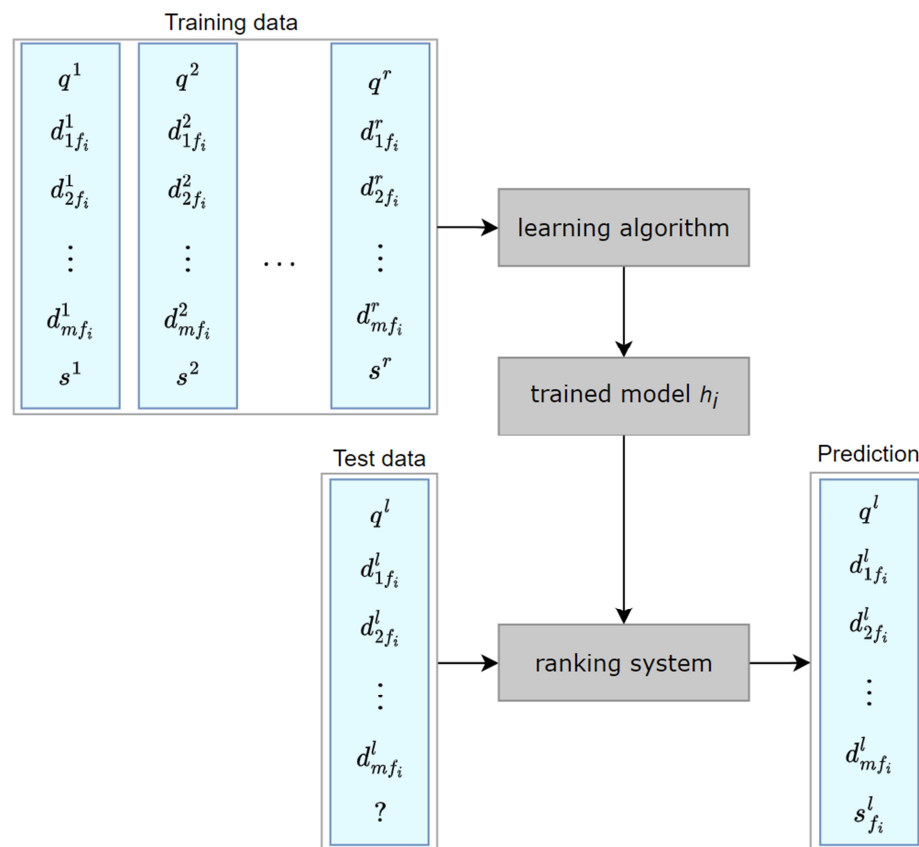 Training data
q^1 q^2 q^r
d^1_{1f_i} d^2_{1f_i} d^r_{1f_i}
d^1_{2f_i} d^2_{2f_i} d^r_{2f_i}
⋮ ⋮ ⋯ ⋮
d^1_{mf_i} d^2_{mf_i} d^r_{mf_i}
s^1 s^2 s^r
learning algorithm
trained model h_i
Test data
q^l
d^l_{1f_i}
d^l_{2f_i}
⋮
d^l_{mf_i}
?
ranking system
Prediction
q^l
d^l_{1f_i}
d^l_{2f_i}
⋮
d^l_{mf_i}
s^l_{f_i}